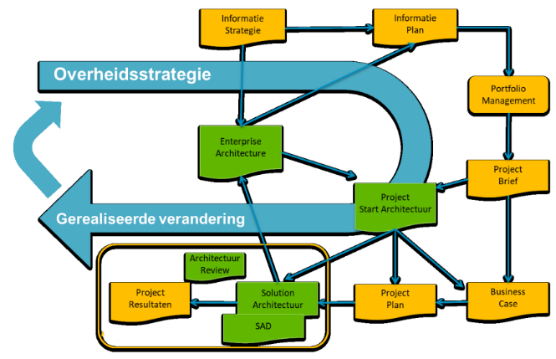 Informatie
Strategie
Informatie
Plan
Overheidsstrategie
Portfolio
Management
Enterprise
Architecture
Project
Brief
Project
Start Architectuur
Gerealiseerde verandering
Architectuur
Review
Project
Resultaten
Solution
Architectuur
SAD
Project
Plan
Business
Case